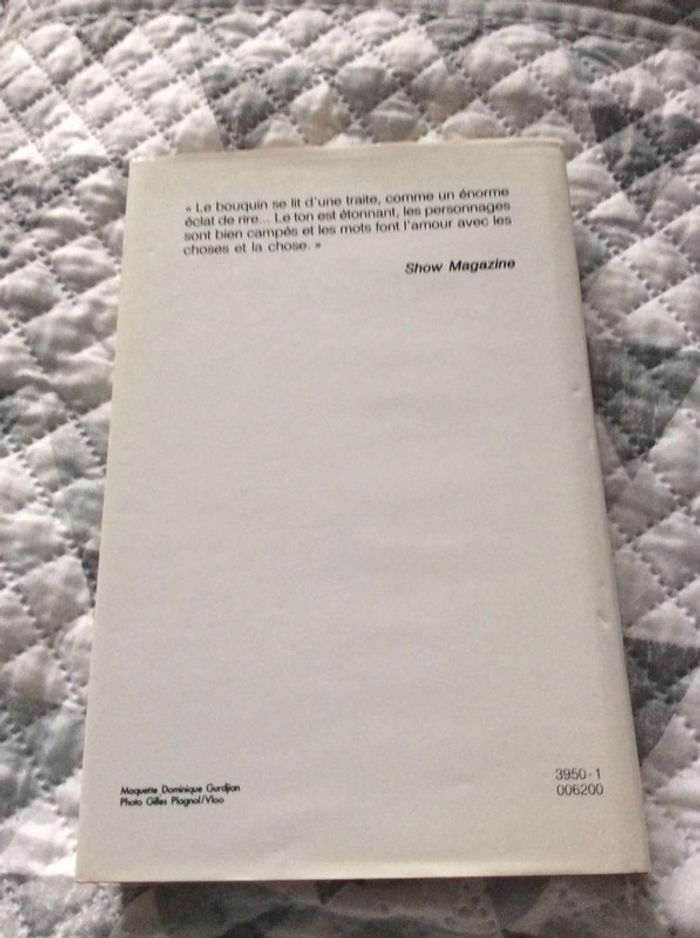 « Le bouquin se lit d'une traite, comme un énorme
éclat de rire... Le ton est étonnant, les personnages
sont bien campés et les mots font l'amour avec les
choses et la chose. »
Show Magazine
3950-1
006200
Maquette Dominique Gurdjian
Photo Gilles Plagnol/Vloo